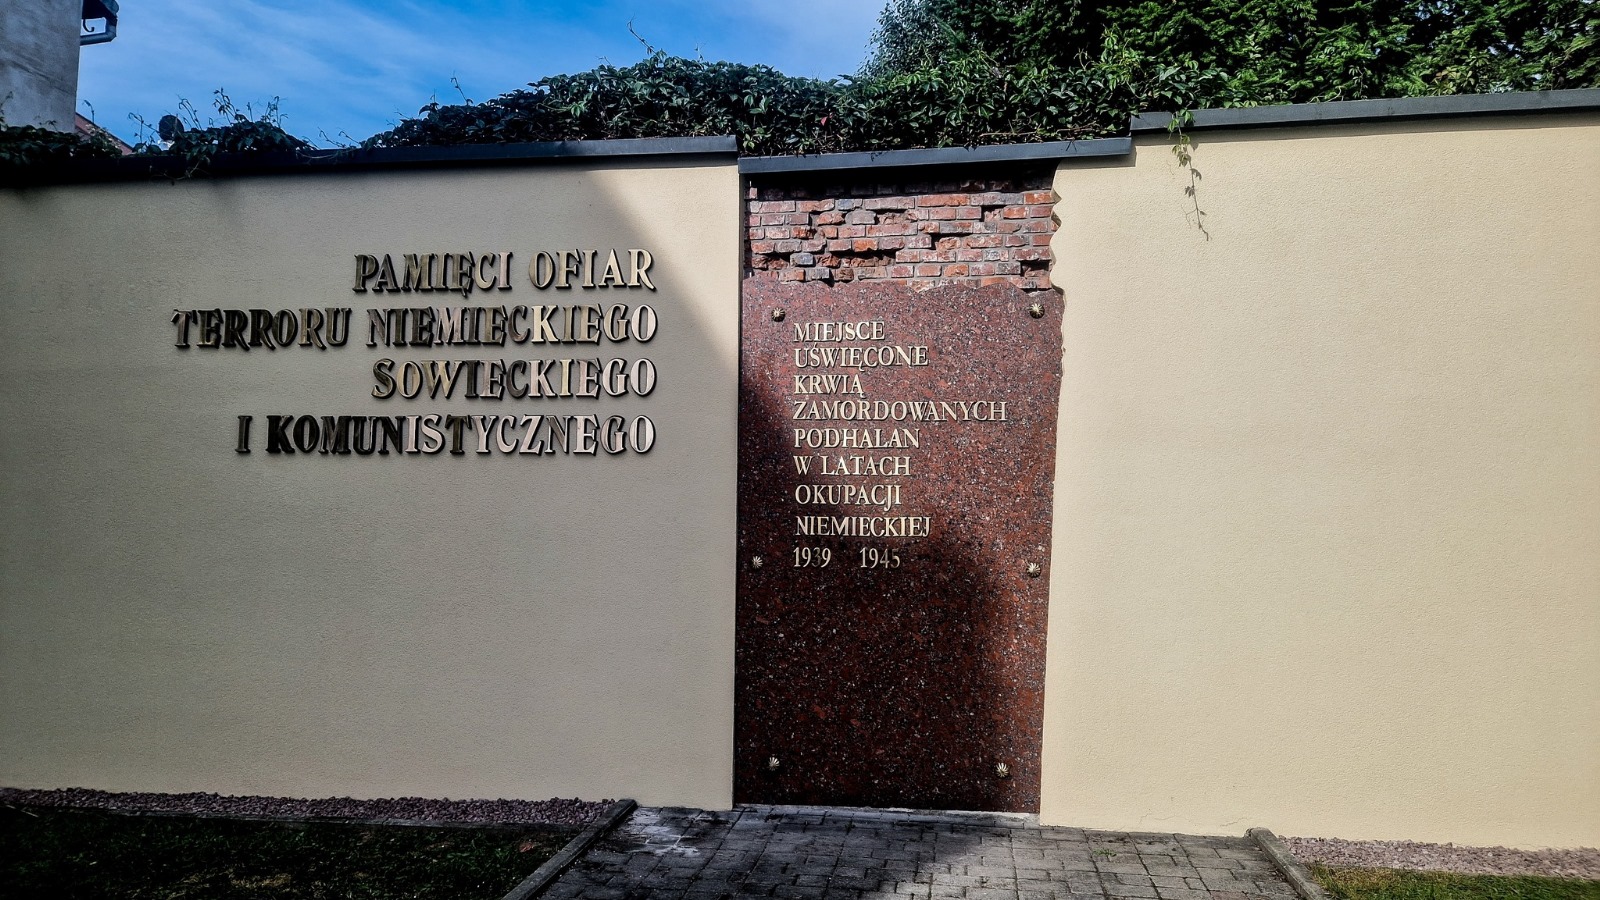 PAMIĘCI OFIAR
TERRORU NIEMIECKIEGO
SOWIECKIEGO
I KOMUNISTYCZNEGO
MIEJSCE
UŚWIĘCONE
KRWIĄ
ZAMORDOWANYCH
PODHALAN
W LATACH
OKUPACJI
NIEMIECKIEJ
1939 1945